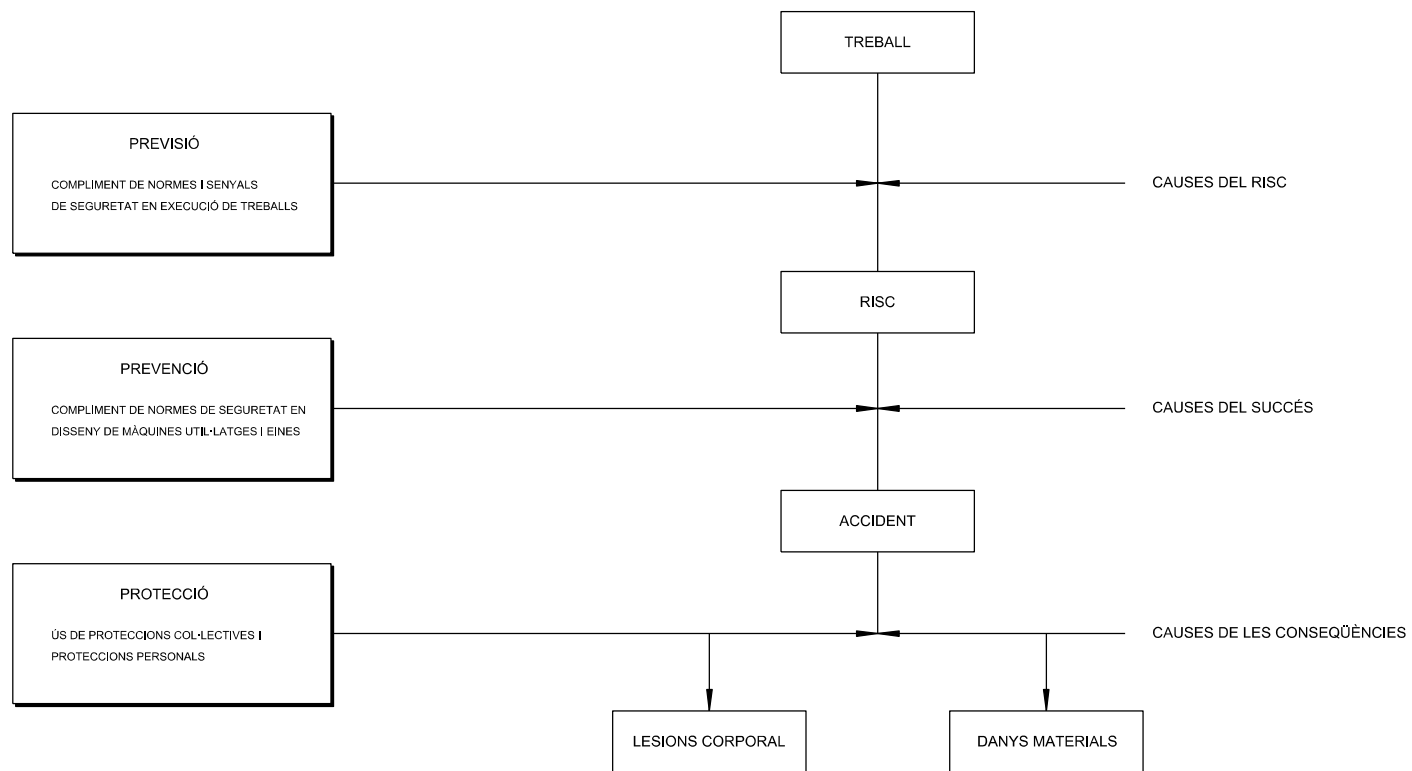 TREBALL
PREVISIÓ
COMPLIMENT DE NORMES I SENYALS
DE SEGURETAT EN EXECUCIÓ DE TREBALLS
CAUSES DEL RISC
RISC
PREVENCIÓ
COMPLIMENT DE NORMES DE SEGURETAT EN
DISSENY DE MÀQUINES UTIL·LATGES I EINES
CAUSES DEL SUCCÉS
ACCIDENT
PROTECCIÓ
ÚS DE PROTECCIONS COL·LECTIVES I
PROTECCIONS PERSONALS
CAUSES DE LES CONSEQÜÈNCIES
LESIONS CORPORAL
DANYS MATERIALS